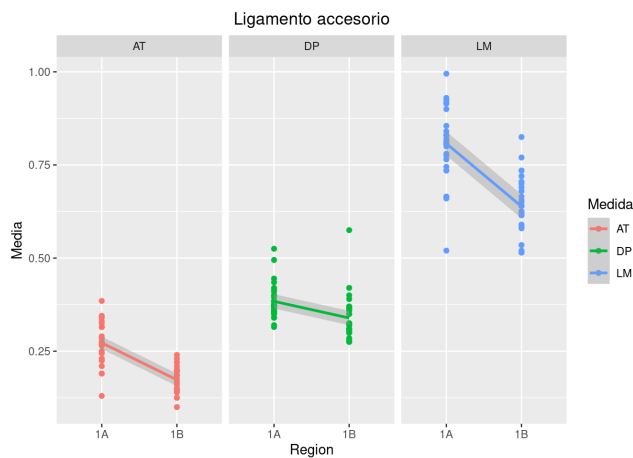 Ligamento accesorio
AT DP LM
1.00
0.75
0.50
0.25
Media
1A 1B 1A 1B 1A 1B
Region
Medida
AT
DP
LM